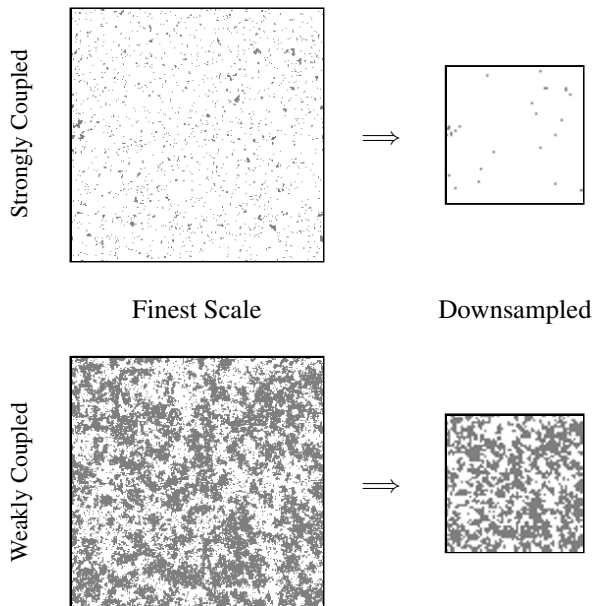 Strongly Coupled
⟹
Finest Scale
Downsampled
Weakly Coupled
⟹